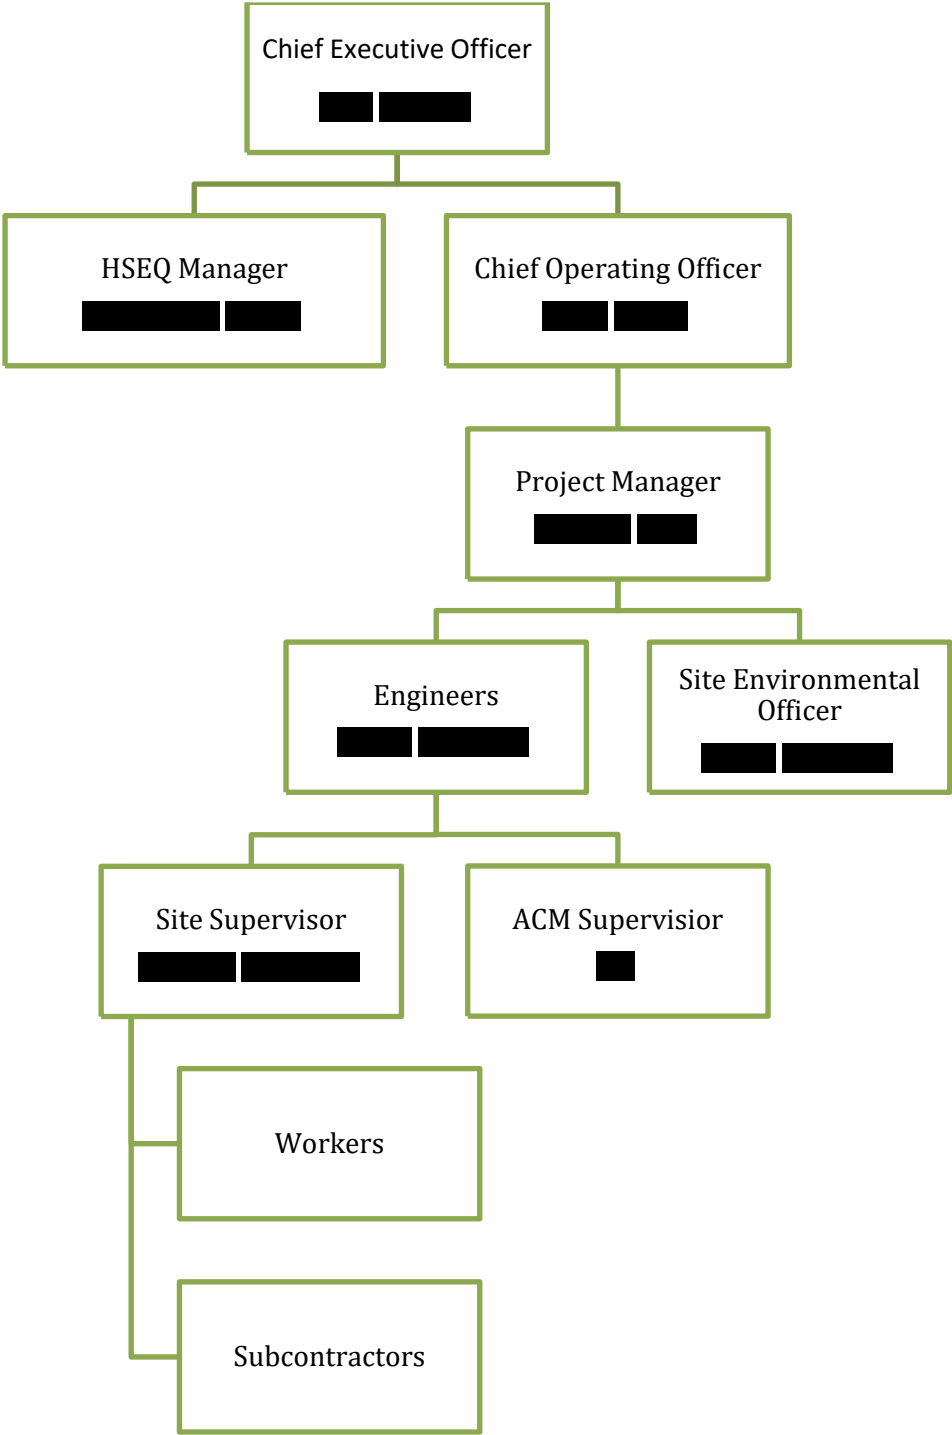 Chief Executive Officer
HSEQ Manager
Chief Operating Officer
Project Manager
Engineers
Site Environmental
Officer
Site Supervisor
ACM Supervisior
Workers
Subcontractors